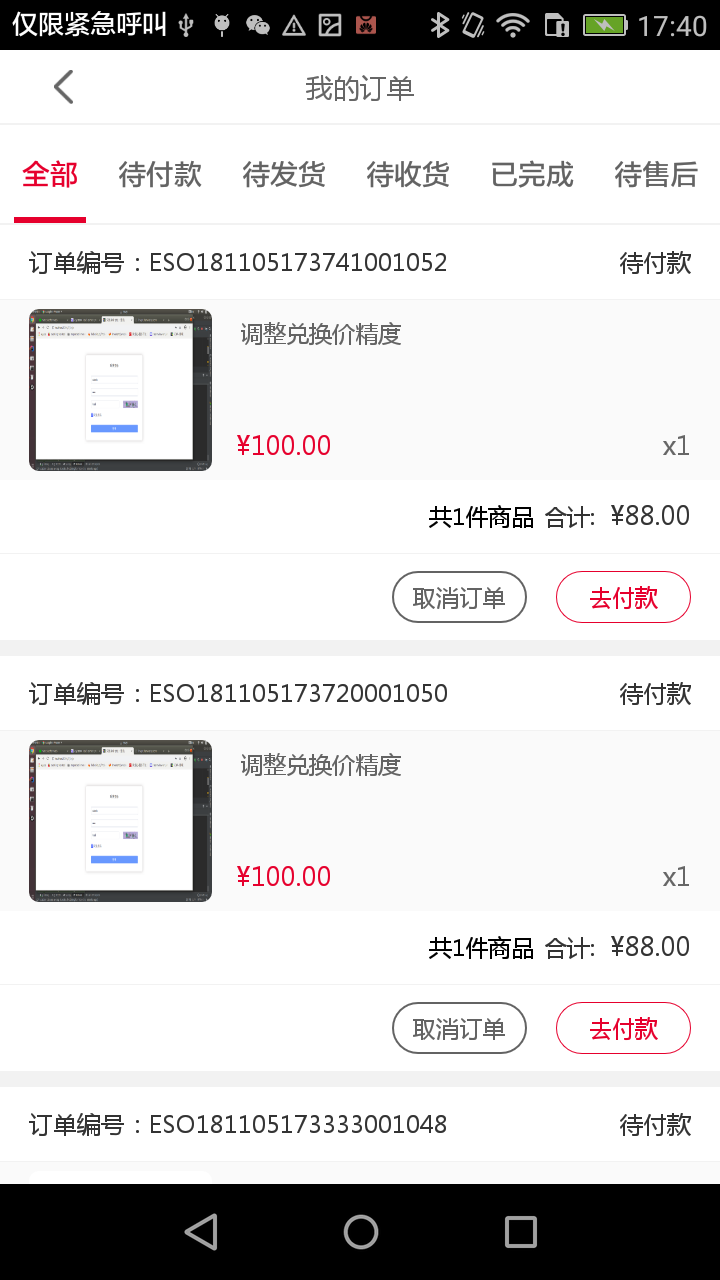 仅限紧急呼叫 17:40
我的订单
全部 待付款 待发货 待收货 已完成 待售后
订单编号：ESO181105173741001052 待付款
调整兑换价精度
¥100.00 x1
共1件商品 合计: ¥88.00
取消订单 去付款
订单编号：ESO181105173720001050 待付款
调整兑换价精度
¥100.00 x1
共1件商品 合计: ¥88.00
取消订单 去付款
订单编号：ESO181105173333001048 待付款